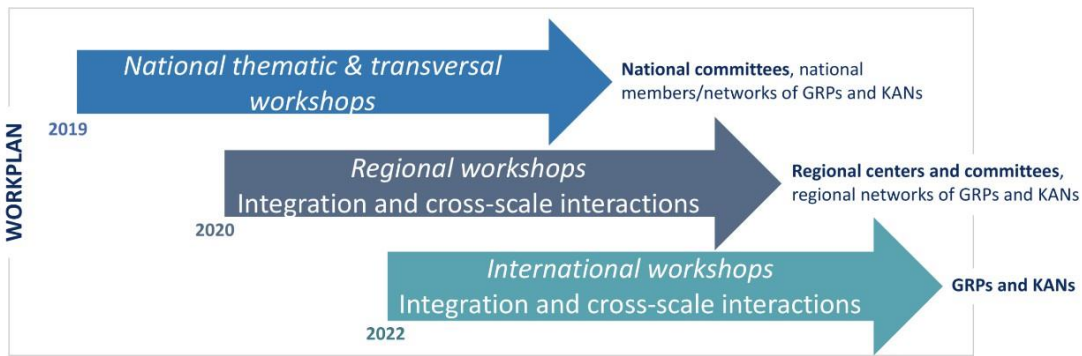 WORKPLAN
National thematic & transversal
workshops
National committees, national
members/networks of GRPs and KANs
2019
Regional workshops
Integration and cross-scale interactions
Regional centers and committees,
regional networks of GRPs and KANs
2020
International workshops
Integration and cross-scale interactions
GRPs and KANs
2022